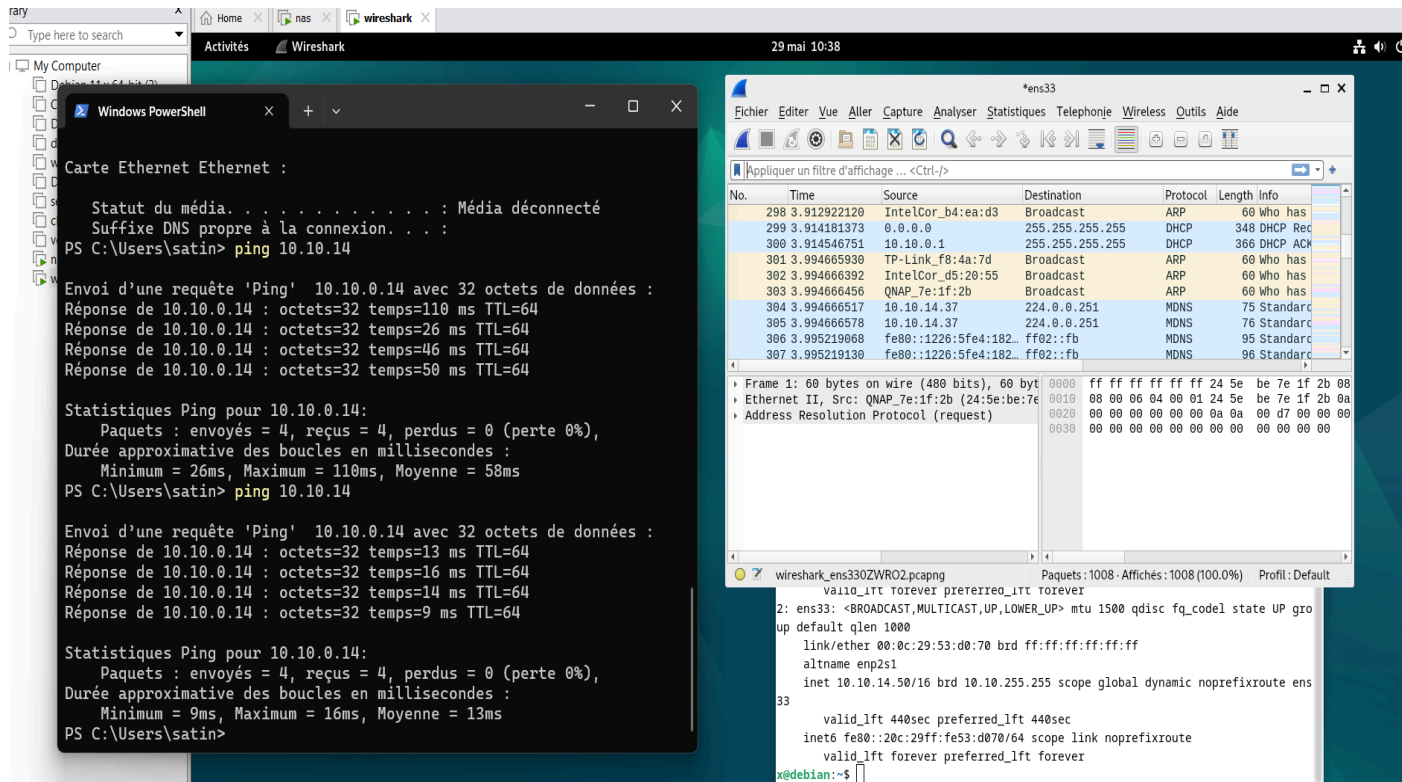 rary
Home
nas
wireshark
Type here to search
Activités
Wireshark
29 mai 10:38
My Computer
Debian 11 x 64-bit (2)
Windows PowerShell
Carte Ethernet Ethernet :
Statut du média. . . . . . . . . . . . : Média déconnecté
Suffixe DNS propre à la connexion. . . :
PS C:\Users\satin> ping 10.10.14
Envoi d’une requête 'Ping'  10.10.0.14 avec 32 octets de données :
Réponse de 10.10.0.14 : octets=32 temps=110 ms TTL=64
Réponse de 10.10.0.14 : octets=32 temps=26 ms TTL=64
Réponse de 10.10.0.14 : octets=32 temps=46 ms TTL=64
Réponse de 10.10.0.14 : octets=32 temps=50 ms TTL=64
Statistiques Ping pour 10.10.0.14:
Paquets : envoyés = 4, reçus = 4, perdus = 0 (perte 0%),
Durée approximative des boucles en millisecondes :
Minimum = 26ms, Maximum = 110ms, Moyenne = 58ms
PS C:\Users\satin> ping 10.10.14
Envoi d’une requête 'Ping'  10.10.0.14 avec 32 octets de données :
Réponse de 10.10.0.14 : octets=32 temps=13 ms TTL=64
Réponse de 10.10.0.14 : octets=32 temps=16 ms TTL=64
Réponse de 10.10.0.14 : octets=32 temps=14 ms TTL=64
Réponse de 10.10.0.14 : octets=32 temps=9 ms TTL=64
Statistiques Ping pour 10.10.0.14:
Paquets : envoyés = 4, reçus = 4, perdus = 0 (perte 0%),
Durée approximative des boucles en millisecondes :
Minimum = 9ms, Maximum = 16ms, Moyenne = 13ms
PS C:\Users\satin>
*ens33
Fichier Editer Vue Aller Capture Analyser Statistiques Telephonie Wireless Outils Aide
Appliquer un filtre d'affichage ... <Ctrl-/>
No. Time Source Destination Protocol Length Info
298 3.912922120 IntelCor_b4:ea:d3 Broadcast ARP 60 Who has
299 3.914181373 0.0.0.0 255.255.255.255 DHCP 348 DHCP Rec
300 3.914546751 10.10.0.1 255.255.255.255 DHCP 366 DHCP ACK
301 3.994665930 TP-Link_f8:4a:7d Broadcast ARP 60 Who has
302 3.994666392 IntelCor_d5:20:55 Broadcast ARP 60 Who has
303 3.994666456 QNAP_7e:1f:2b Broadcast ARP 60 Who has
304 3.994666517 10.10.14.37 224.0.0.251 MDNS 75 Standard
305 3.994666578 10.10.14.37 224.0.0.251 MDNS 76 Standard
306 3.995219068 fe80::1226:5fe4:182… ff02::fb MDNS 95 Standard
307 3.995219130 fe80::1226:5fe4:182… ff02::fb MDNS 96 Standard
Frame 1: 60 bytes on wire (480 bits), 60 byt
Ethernet II, Src: QNAP_7e:1f:2b (24:5e:be:7e
Address Resolution Protocol (request)
0000 ff ff ff ff ff ff 24 5e be 7e 1f 2b 08
0010 08 00 06 04 00 01 24 5e be 7e 1f 2b 0a
0020 00 00 00 00 00 00 0a 0a 00 d7 00 00 00
0030 00 00 00 00 00 00 00 00 00 00 00 00
wireshark_ens330ZWRO2.pcapng
Paquets : 1008 · Affichés : 1008 (100.0%)
Profil : Default
valid_lft forever preferred_lft forever
2: ens33: <BROADCAST,MULTICAST,UP,LOWER_UP> mtu 1500 qdisc fq_codel state UP gro
up default qlen 1000
link/ether 00:0c:29:53:d0:70 brd ff:ff:ff:ff:ff:ff
altname enp2s1
inet 10.10.14.50/16 brd 10.10.255.255 scope global dynamic noprefixroute ens
33
valid_lft 440sec preferred_lft 440sec
inet6 fe80::20c:29ff:fe53:d070/64 scope link noprefixroute
valid_lft forever preferred_lft forever
x@debian:~$